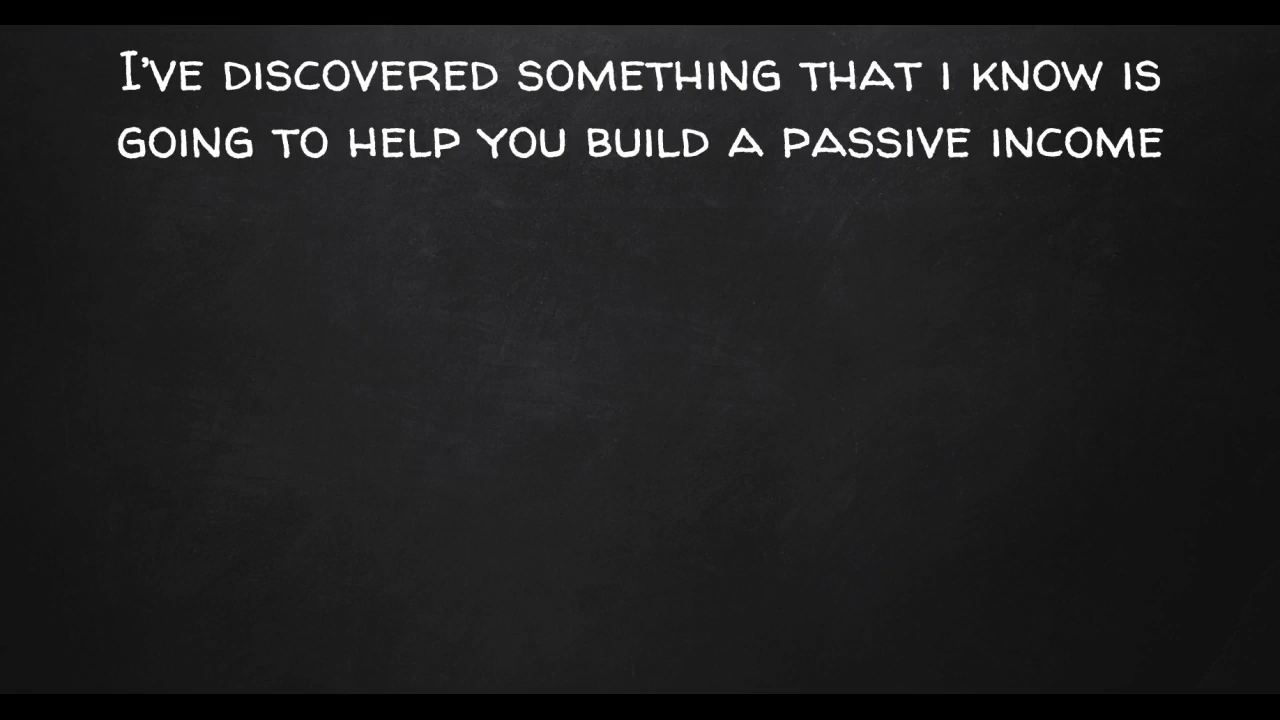 I've discovered something that i know is
going to help you build a passive income